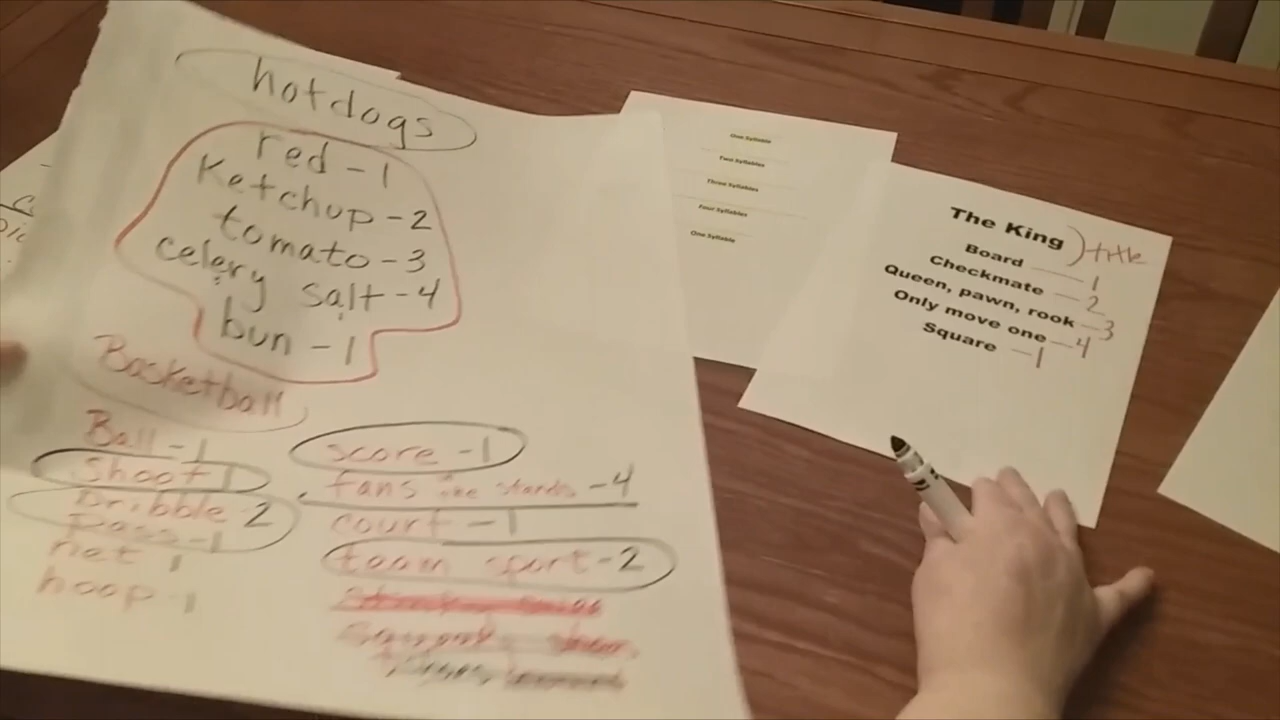 hotdogs
red - 1
Ketchup - 2
tomato - 3
celery salt - 4
bun - 1
Basketball
Ball - 1
Shoot 1
Dribble 2
Pass - 1
net 1
hoop - 1
score - 1
fans the stands - 4
court - 1
team sport - 2
One Syllable
Two Syllables
Three Syllables
Four Syllables
One Syllable
The King ) title
Board 1
Checkmate 2
Queen, pawn, rook 3
Only move one 4
Square 1